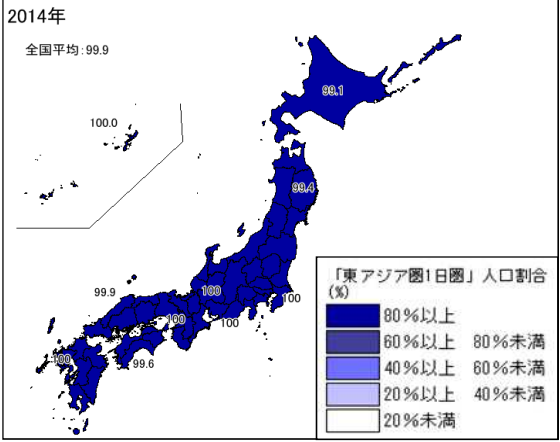 2014年
全国平均:99.9
99.1
100.0
99.4
99.9
100
100
100
100
100
99.6
「東アジア圏1日圏」人口割合
(%)
80%以上
60%以上 80%未満
40%以上 60%未満
20%以上 40%未満
20%未満